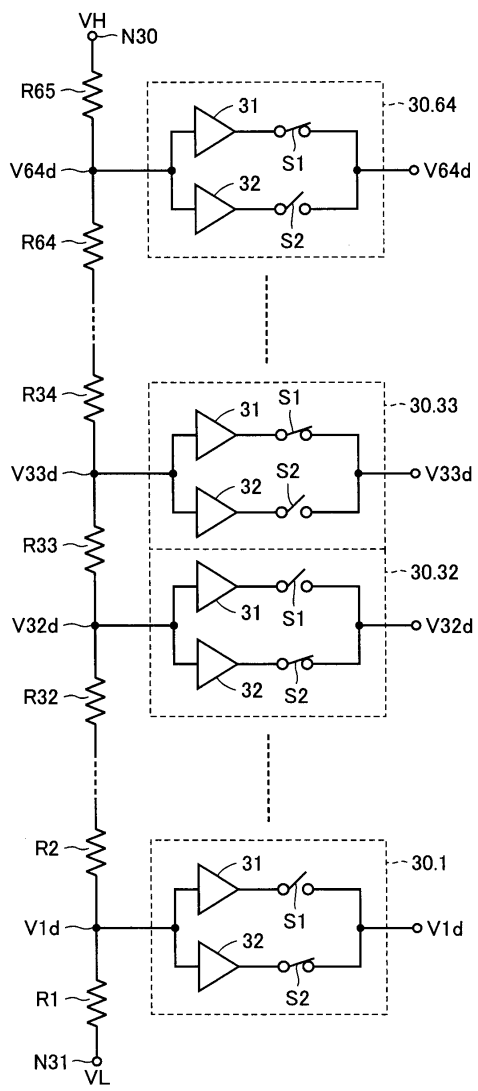 VH
N30
R65
31
30.64
S1
V64d
V64d
32
R64
S2
R34
S1
31
30.33
V33d
S2
V33d
32
R33
30.32
31
S1
V32d
V32d
R32
32
S2
R2
31
30.1
S1
V1d
V1d
32
R1
S2
N31
VL